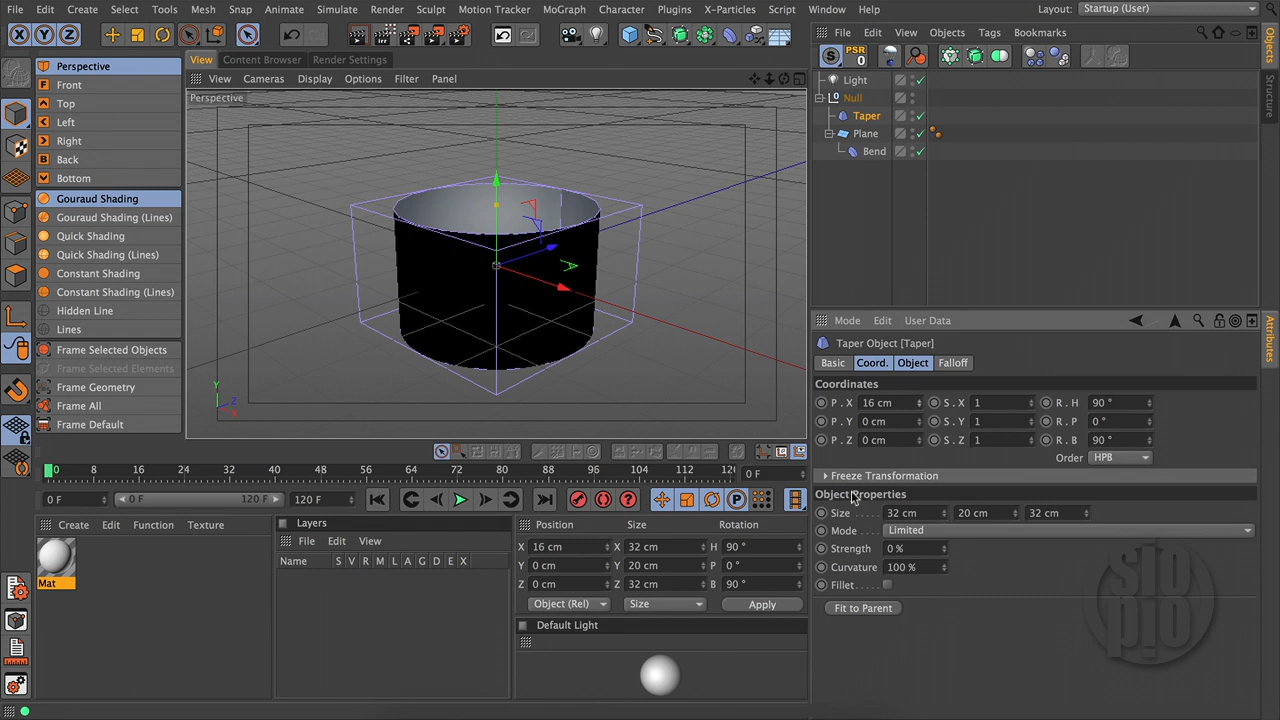 File Edit Create Select Tools Mesh Snap Animate Simulate Render Sculpt Motion Tracker MoGraph Character Plugins X-Particles Script Window Help Layout: Startup (User)
X Y Z
PSR 0
File Edit View Objects Tags Bookmarks
Objects
Structure
Attributes
Perspective
F Front
Top
Left
Right
Back
Bottom
Gouraud Shading
Gouraud Shading (Lines)
Quick Shading
Quick Shading (Lines)
Constant Shading
Constant Shading (Lines)
Hidden Line
Lines
Frame Selected Objects
Frame Selected Elements
Frame Geometry
Frame All
Frame Default
View Content Browser Render Settings
View Cameras Display Options Filter Panel
Perspective
Y
Z
X
Light
Null
Taper
Plane
Bend
Mode Edit User Data
Taper Object [Taper]
Basic Coord. Object Falloff
Coordinates
P . X 16 cm S . X 1 R . H 90 °
P . Y 0 cm S . Y 1 R . P 0 °
P . Z 0 cm S . Z 1 R . B 90 °
Order HPB
Freeze Transformation
Object Properties
Size 32 cm 20 cm 32 cm
Mode Limited
Strength 0 %
Curvature 100 %
Fillet
Fit to Parent
0 8 16 24 32 40 48 56 64 72 80 88 96 104 112 12 0 F
0 F 0 F 120 F 120 F
Create Edit Function Texture
Mat
Layers
File Edit View
Name S V R M L A G D E X
Position Size Rotation
X 16 cm X 32 cm H 90 °
Y 0 cm Y 20 cm P 0 °
Z 0 cm Z 32 cm B 90 °
Object (Rel) Size Apply
Default Light